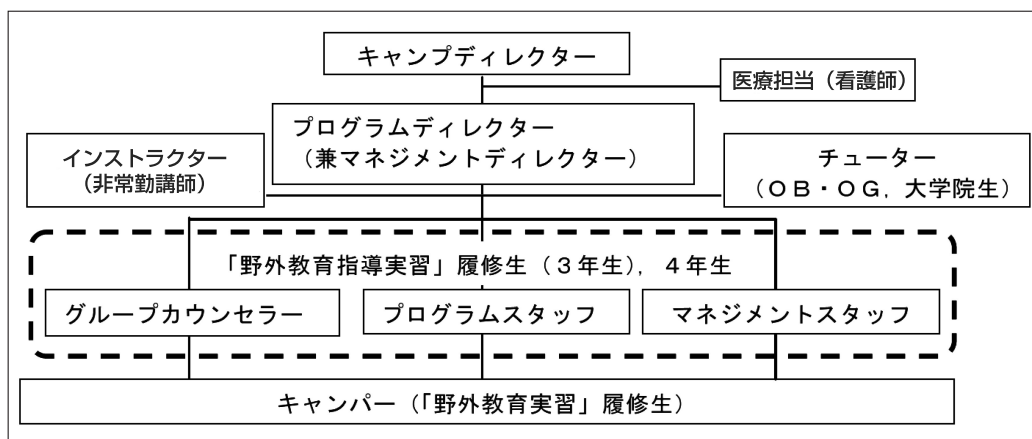 キャンプディレクター
医療担当（看護師）
プログラムディレクター
（兼マネジメントディレクター）
インストラクター
（非常勤講師）
チューター
（ＯＢ・ＯＧ，大学院生）
「野外教育指導実習」履修生（３年生），４年生
グループカウンセラー
プログラムスタッフ
マネジメントスタッフ
キャンパー（「野外教育実習」履修生）